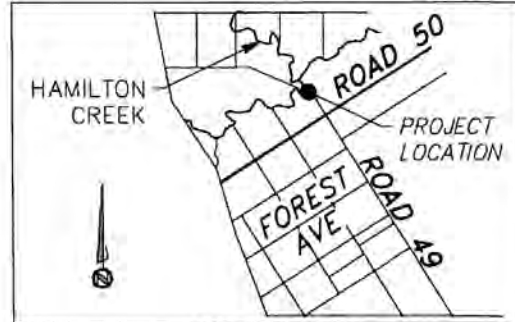 HAMILTON
CREEK
ROAD 50
PROJECT
LOCATION
FOREST
AVE
ROAD 49
N